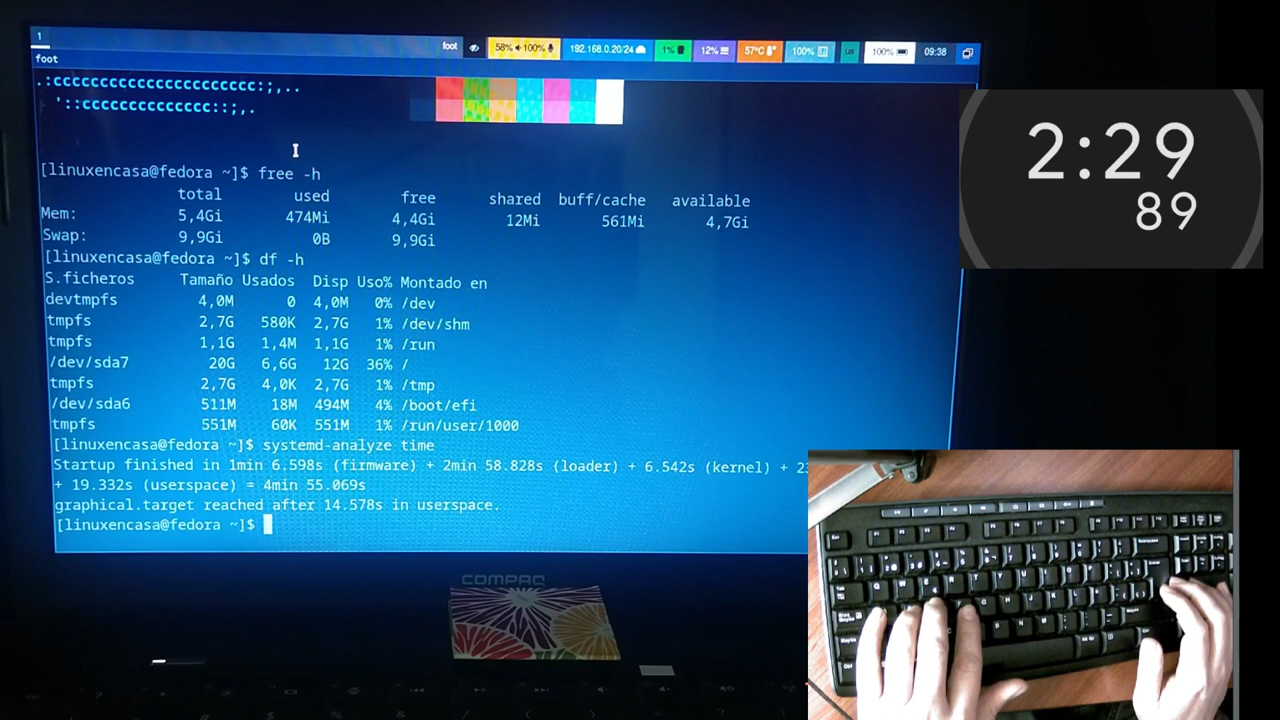 1
foot 58% 100% 192.168.0.20/24 1% 12% 57°C 100% us 100% 09:38
foot
.:cccccccccccccccccccccc:;,..
'::cccccccccccccc::;,.
[linuxencasa@fedora ~]$ free -h
total used free shared buff/cache available
Mem: 5,4Gi 474Mi 4,4Gi 12Mi 561Mi 4,7Gi
Swap: 9,9Gi 0B 9,9Gi
[linuxencasa@fedora ~]$ df -h
S.ficheros Tamaño Usados Disp Uso% Montado en
devtmpfs 4,0M 0 4,0M 0% /dev
tmpfs 2,7G 580K 2,7G 1% /dev/shm
tmpfs 1,1G 1,4M 1,1G 1% /run
/dev/sda7 20G 6,6G 12G 36% /
tmpfs 2,7G 4,0K 2,7G 1% /tmp
/dev/sda6 511M 18M 494M 4% /boot/efi
tmpfs 551M 60K 551M 1% /run/user/1000
[linuxencasa@fedora ~]$ systemd-analyze time
Startup finished in 1min 6.598s (firmware) + 2min 58.828s (loader) + 6.542s (kernel) +
+ 19.332s (userspace) = 4min 55.069s
graphical.target reached after 14.578s in userspace.
[linuxencasa@fedora ~]$
COMPAQ
2:29
89